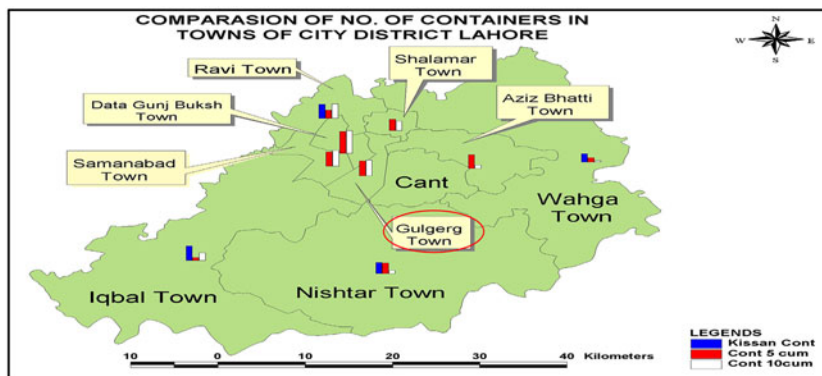 COMPARASION OF NO. OF CONTAINERS IN
TOWNS OF CITY DISTRICT LAHORE
N
W
E
S
Ravi Town
Shalamar
Town
Data Gunj Buksh
Town
Aziz Bhatti
Town
Samanabad
Town
Cant
Wahga
Town
Gulgerg
Town
Iqbal Town
Nishtar Town
10 0 10 20 30 40 Kilometers
LEGENDS
Kissan Cont
Cont 5 cum
Cont 10cum